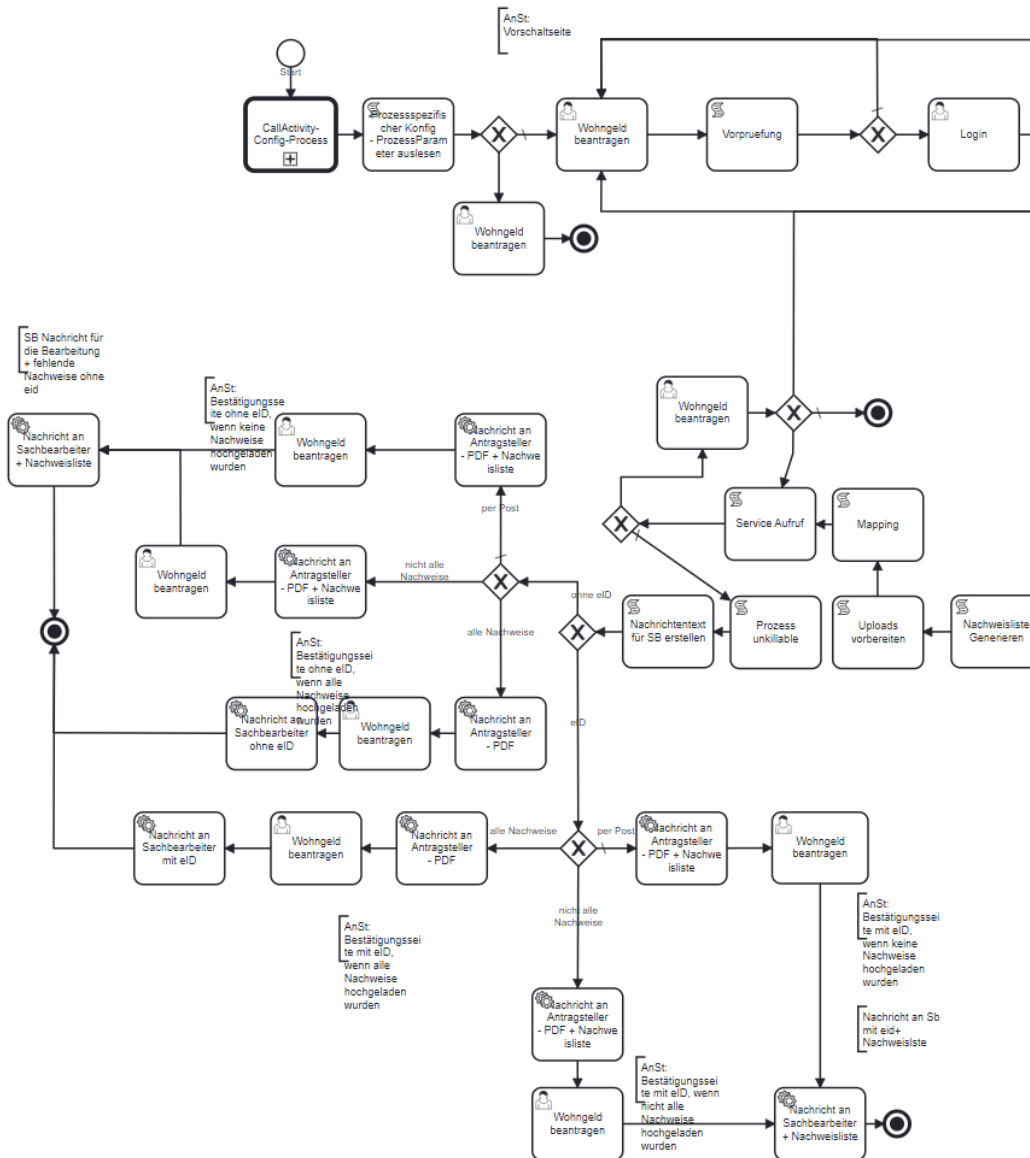 AnSt:
Vorschaltseite
Start
CallActivity-
Config-Process
Prozessspezifis
cher Konfig
- ProzessParam
eter auslesen
Wohngeld
beantragen
Vorpruefung
Login
Wohngeld
beantragen
SB Nachricht für
die Bearbeitung
+ fehlende
Nachweise ohne
eid
AnSt:
Bestätigungsse
ite ohne eID,
wenn keine
Nachweise
hochgeladen
wurden
Wohngeld
beantragen
Nachricht an
Sachbearbeiter
+ Nachweisliste
Wohngeld
beantragen
Nachricht an
Antragsteller
- PDF + Nachwe
isliste
per Post
Service Aufruf
Mapping
Wohngeld
beantragen
Nachricht an
Antragsteller
- PDF + Nachwe
isliste
nicht alle
Nachweise
ohne eID
alle Nachweise
Nachrichtentext
für SB erstellen
Prozess
unkillable
Uploads
vorbereiten
Nachweisliste
Generieren
AnSt:
Bestätigungssei
te ohne eID,
wenn alle
Nachweise
hochgeladen
wurden
Nachricht an
Sachbearbeiter
ohne eID
Wohngeld
beantragen
Nachricht an
Antragsteller
- PDF
eID
Nachricht an
Sachbearbeiter
mit eID
Wohngeld
beantragen
Nachricht an
Antragsteller
- PDF
alle Nachweise
per Post
Nachricht an
Antragsteller
- PDF + Nachwe
isliste
Wohngeld
beantragen
nicht alle
Nachweise
AnSt:
Bestätigungssei
te mit eID,
wenn alle
Nachweise
hochgeladen
wurden
AnSt:
Bestätigungssei
te mit eID,
wenn keine
Nachweise
hochgeladen
wurden
Nachricht an
Antragsteller
- PDF + Nachwe
isliste
Nachricht an Sb
mit eid+
Nachweislste
Wohngeld
beantragen
AnSt:
Bestätigungssei
te mit eID, wenn
nicht alle
Nachweise
hochgeladen
wurden
Nachricht an
Sachbearbeiter
+ Nachweisliste